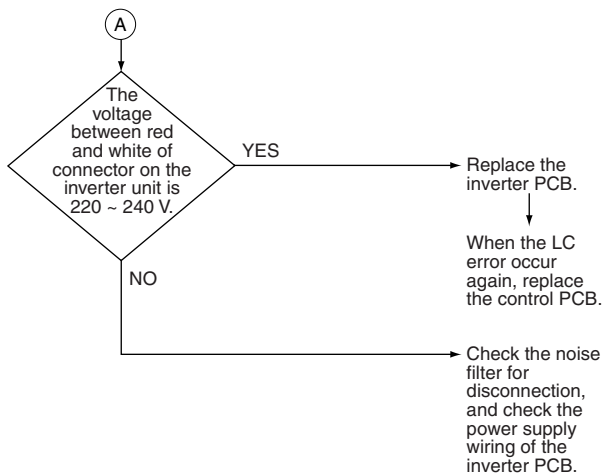 A
The
voltage
between red
and white of
connector on the
inverter unit is
220 ~ 240 V.
YES
Replace the
inverter PCB.
When the LC
error occur
again, replace
the control PCB.
NO
Check the noise
filter for
disconnection,
and check the
power supply
wiring of the
inverter PCB.